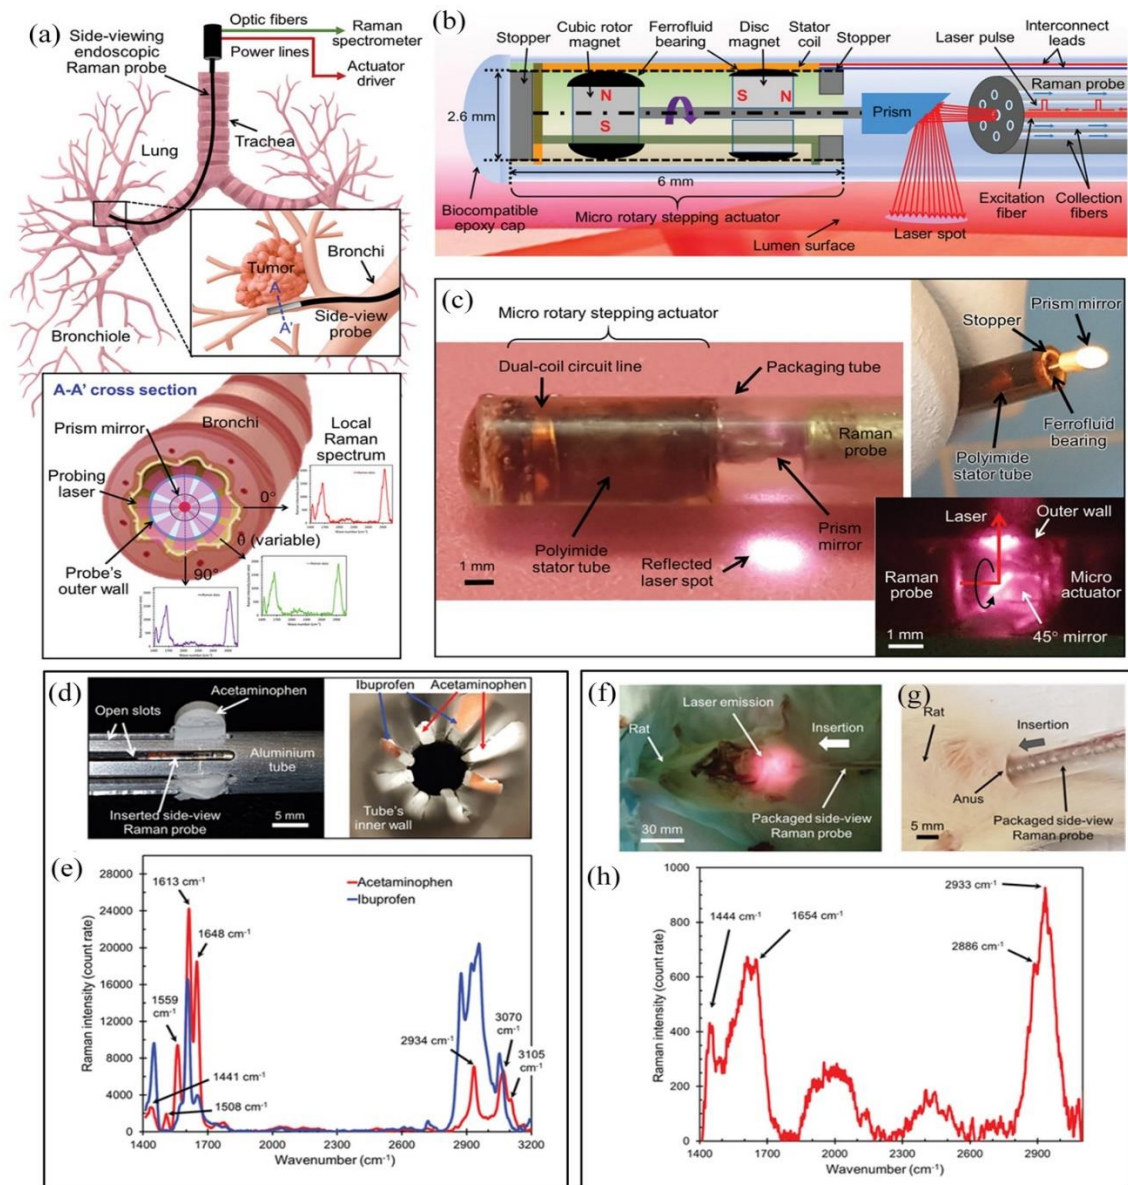 (a)
Optic fibers
Raman
spectrometer
Side-viewing
endoscopic
Raman probe
Power lines
Actuator
driver
Trachea
Lung
Tumor
Bronchi
A
A'
Side-view
probe
Bronchiole
A-A' cross section
Bronchi
Prism mirror
Local
Raman
spectrum
Probing
laser
0°
θ (variable)
90°
Probe's
outer wall
(b)
Stopper
Cubic rotor
magnet
Ferrofluid
bearing
Disc
magnet
Stator
coil
Stopper
Laser pulse
Interconnect
leads
Raman probe
N
S
S
N
Prism
2.6 mm
6 mm
Biocompatible
epoxy cap
Micro rotary stepping actuator
Lumen surface
Laser spot
Excitation
fiber
Collection
fibers
(c)
Micro rotary stepping actuator
Dual-coil circuit line
Packaging tube
Raman
probe
Polyimide
stator tube
Prism
mirror
Reflected
laser spot
1 mm
Prism mirror
Stopper
Ferrofluid
bearing
Polyimide
stator tube
Laser
Outer wall
Raman
probe
Micro
actuator
45° mirror
1 mm
(d)
Acetaminophen
Open slots
Aluminium
tube
Inserted side-view
Raman probe
5 mm
Ibuprofen
Acetaminophen
Tube's
inner wall
(e)
Raman intensity (count rate)
28000
24000
20000
16000
12000
8000
4000
0
1613 cm⁻¹
1648 cm⁻¹
1559
cm⁻¹
1441 cm⁻¹
1508 cm⁻¹
Acetaminophen
Ibuprofen
2934 cm⁻¹
3070
cm⁻¹
3105
cm⁻¹
1400
1700
2000
2300
2600
2900
3200
Wavenumber (cm⁻¹)
(f)
Laser emission
Rat
Insertion
Packaged side-view
Raman probe
30 mm
(g)
Rat
Insertion
Anus
Packaged side-view
Raman probe
5 mm
(h)
Raman intensity (count rate)
1000
800
600
400
200
0
1444 cm⁻¹
1654 cm⁻¹
2933 cm⁻¹
2886 cm⁻¹
1400
1700
2000
2300
2600
2900
Wavenumber (cm⁻¹)